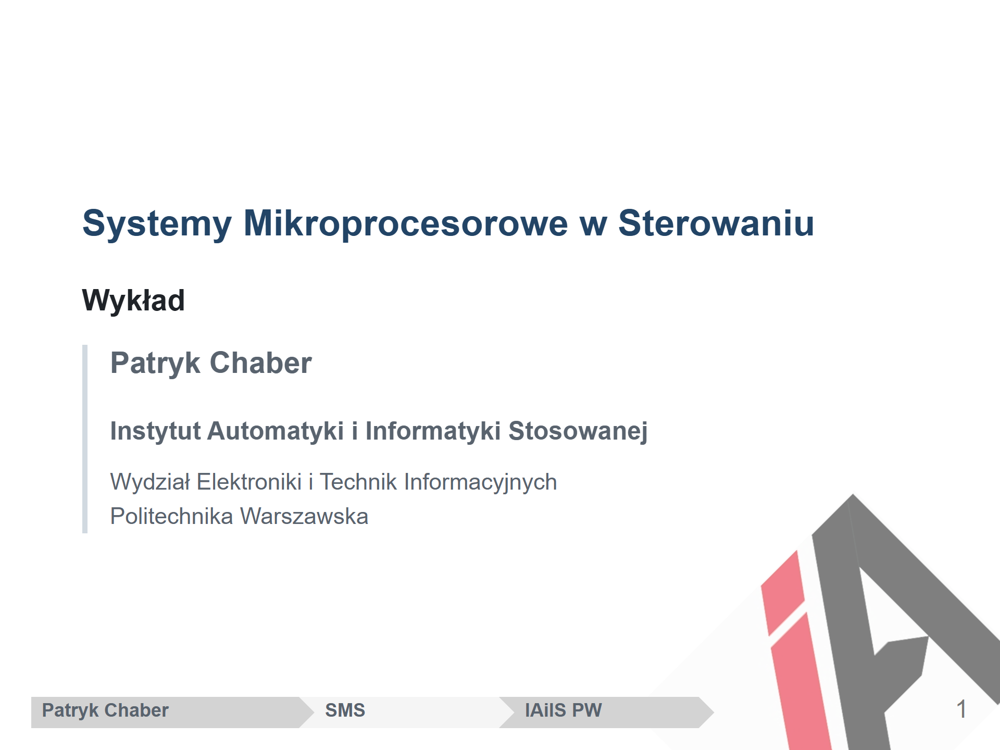 Systemy Mikroprocesorowe w Sterowaniu
Wykład
Patryk Chaber
Instytut Automatyki i Informatyki Stosowanej
Wydział Elektroniki i Technik Informacyjnych
Politechnika Warszawska
Patryk Chaber
SMS
IAiIS PW
1